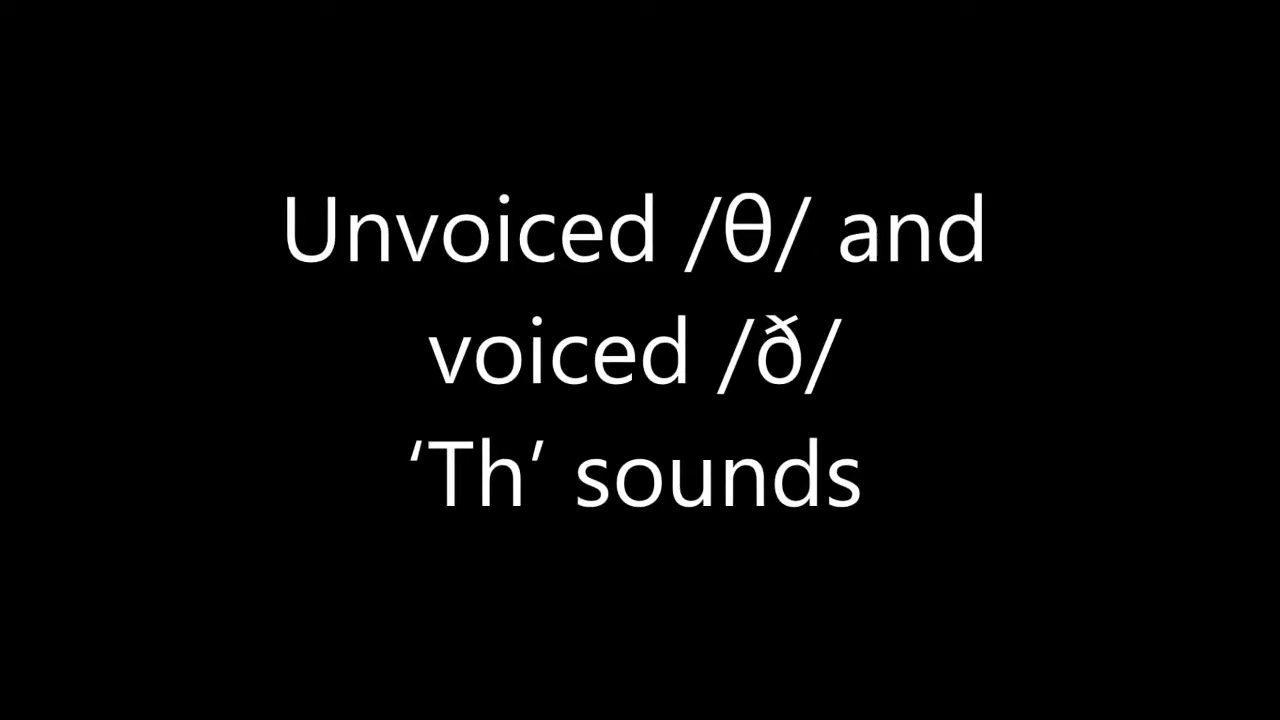 Unvoiced /θ/ and
voiced /ð/
‘Th’ sounds